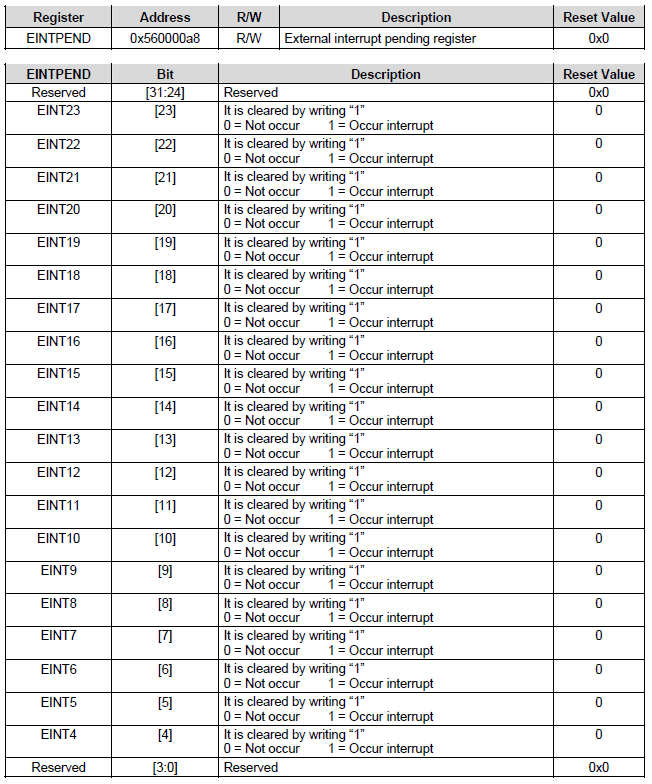 Register Address R/W Description Reset Value
EINTPEND 0x560000a8 R/W External interrupt pending register 0x0
EINTPEND Bit Description Reset Value
Reserved [31:24] Reserved 0x0
EINT23 [23] It is cleared by writing “1” 0
0 = Not occur 1 = Occur interrupt
EINT22 [22] It is cleared by writing “1” 0
0 = Not occur 1 = Occur interrupt
EINT21 [21] It is cleared by writing “1” 0
0 = Not occur 1 = Occur interrupt
EINT20 [20] It is cleared by writing “1” 0
0 = Not occur 1 = Occur interrupt
EINT19 [19] It is cleared by writing “1” 0
0 = Not occur 1 = Occur interrupt
EINT18 [18] It is cleared by writing “1” 0
0 = Not occur 1 = Occur interrupt
EINT17 [17] It is cleared by writing “1” 0
0 = Not occur 1 = Occur interrupt
EINT16 [16] It is cleared by writing “1” 0
0 = Not occur 1 = Occur interrupt
EINT15 [15] It is cleared by writing “1” 0
0 = Not occur 1 = Occur interrupt
EINT14 [14] It is cleared by writing “1” 0
0 = Not occur 1 = Occur interrupt
EINT13 [13] It is cleared by writing “1” 0
0 = Not occur 1 = Occur interrupt
EINT12 [12] It is cleared by writing “1” 0
0 = Not occur 1 = Occur interrupt
EINT11 [11] It is cleared by writing “1” 0
0 = Not occur 1 = Occur interrupt
EINT10 [10] It is cleared by writing “1” 0
0 = Not occur 1 = Occur interrupt
EINT9 [9] It is cleared by writing “1” 0
0 = Not occur 1 = Occur interrupt
EINT8 [8] It is cleared by writing “1” 0
0 = Not occur 1 = Occur interrupt
EINT7 [7] It is cleared by writing “1” 0
0 = Not occur 1 = Occur interrupt
EINT6 [6] It is cleared by writing “1” 0
0 = Not occur 1 = Occur interrupt
EINT5 [5] It is cleared by writing “1” 0
0 = Not occur 1 = Occur interrupt
EINT4 [4] It is cleared by writing “1” 0
0 = Not occur 1 = Occur interrupt
Reserved [3:0] Reserved 0x0